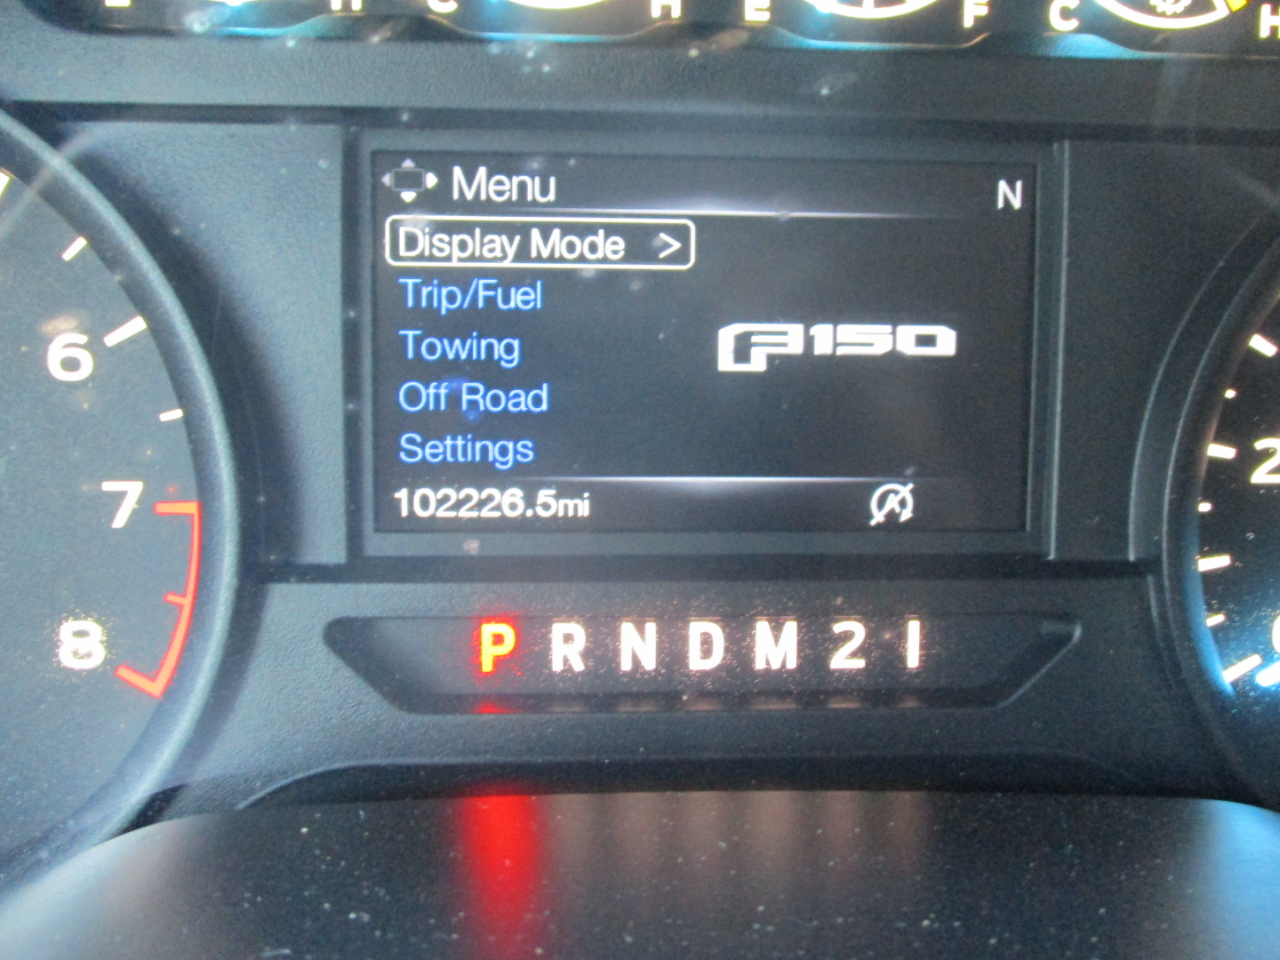 C H E F C H
Menu N
Display Mode >
Trip/Fuel
Towing
F150
Off Road
Settings
102226.5mi
6
7
8
2
P R N D M 2 1